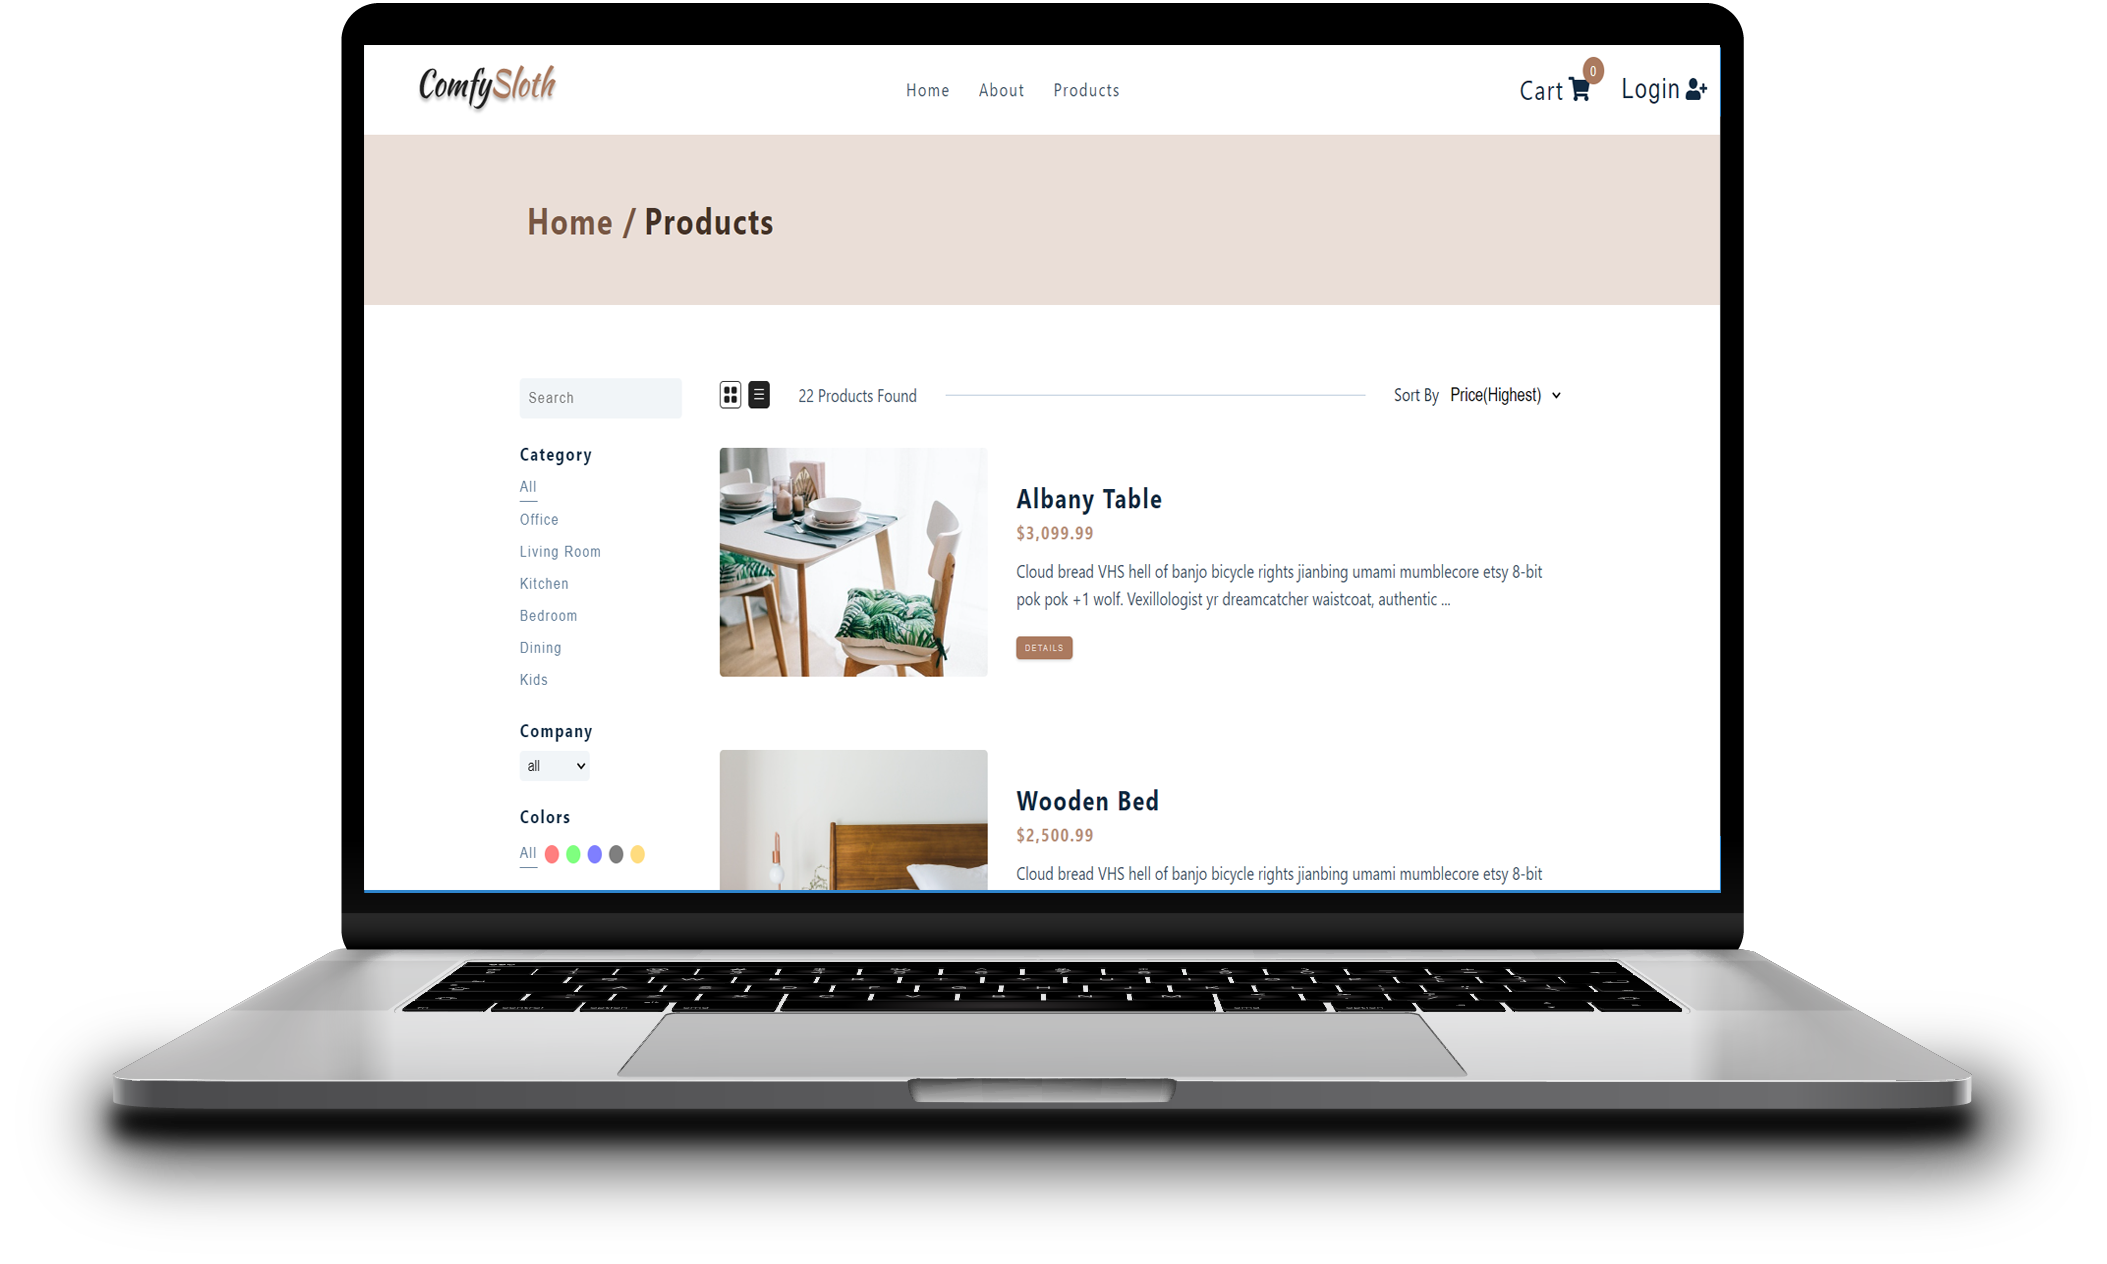 ComfySloth
Home About Products
Cart 0 Login
Home / Products
Search
22 Products Found
Sort By Price(Highest)
Category
All
Office
Living Room
Kitchen
Bedroom
Dining
Kids
Company
all
Colors
All
Albany Table
$3,099.99
Cloud bread VHS hell of banjo bicycle rights jianbing umami mumblecore etsy 8-bit
pok pok +1 wolf. Vexillologist yr dreamcatcher waistcoat, authentic ...
DETAILS
Wooden Bed
$2,500.99
Cloud bread VHS hell of banjo bicycle rights jianbing umami mumblecore etsy 8-bit